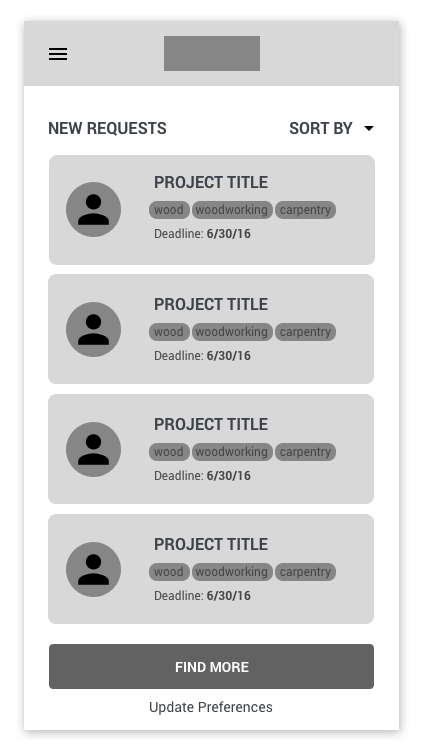 NEW REQUESTS SORT BY
PROJECT TITLE
wood woodworking carpentry
Deadline: 6/30/16
PROJECT TITLE
wood woodworking carpentry
Deadline: 6/30/16
PROJECT TITLE
wood woodworking carpentry
Deadline: 6/30/16
PROJECT TITLE
wood woodworking carpentry
Deadline: 6/30/16
FIND MORE
Update Preferences